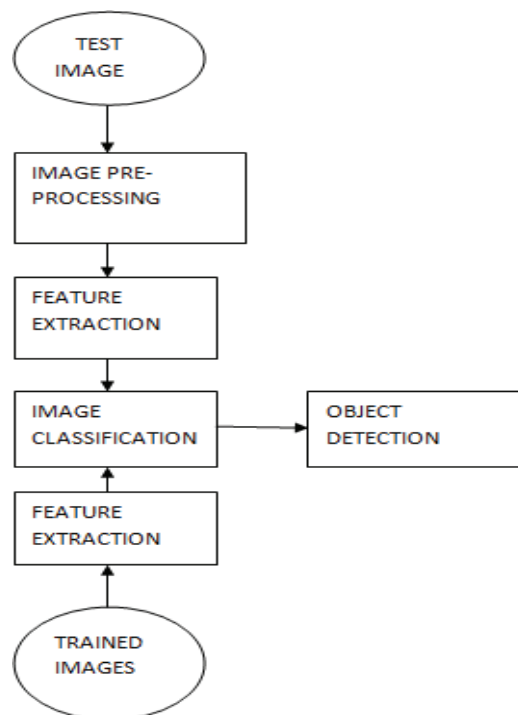 TEST
IMAGE
IMAGE PRE-
PROCESSING
FEATURE
EXTRACTION
IMAGE
CLASSIFICATION
OBJECT
DETECTION
FEATURE
EXTRACTION
TRAINED
IMAGES